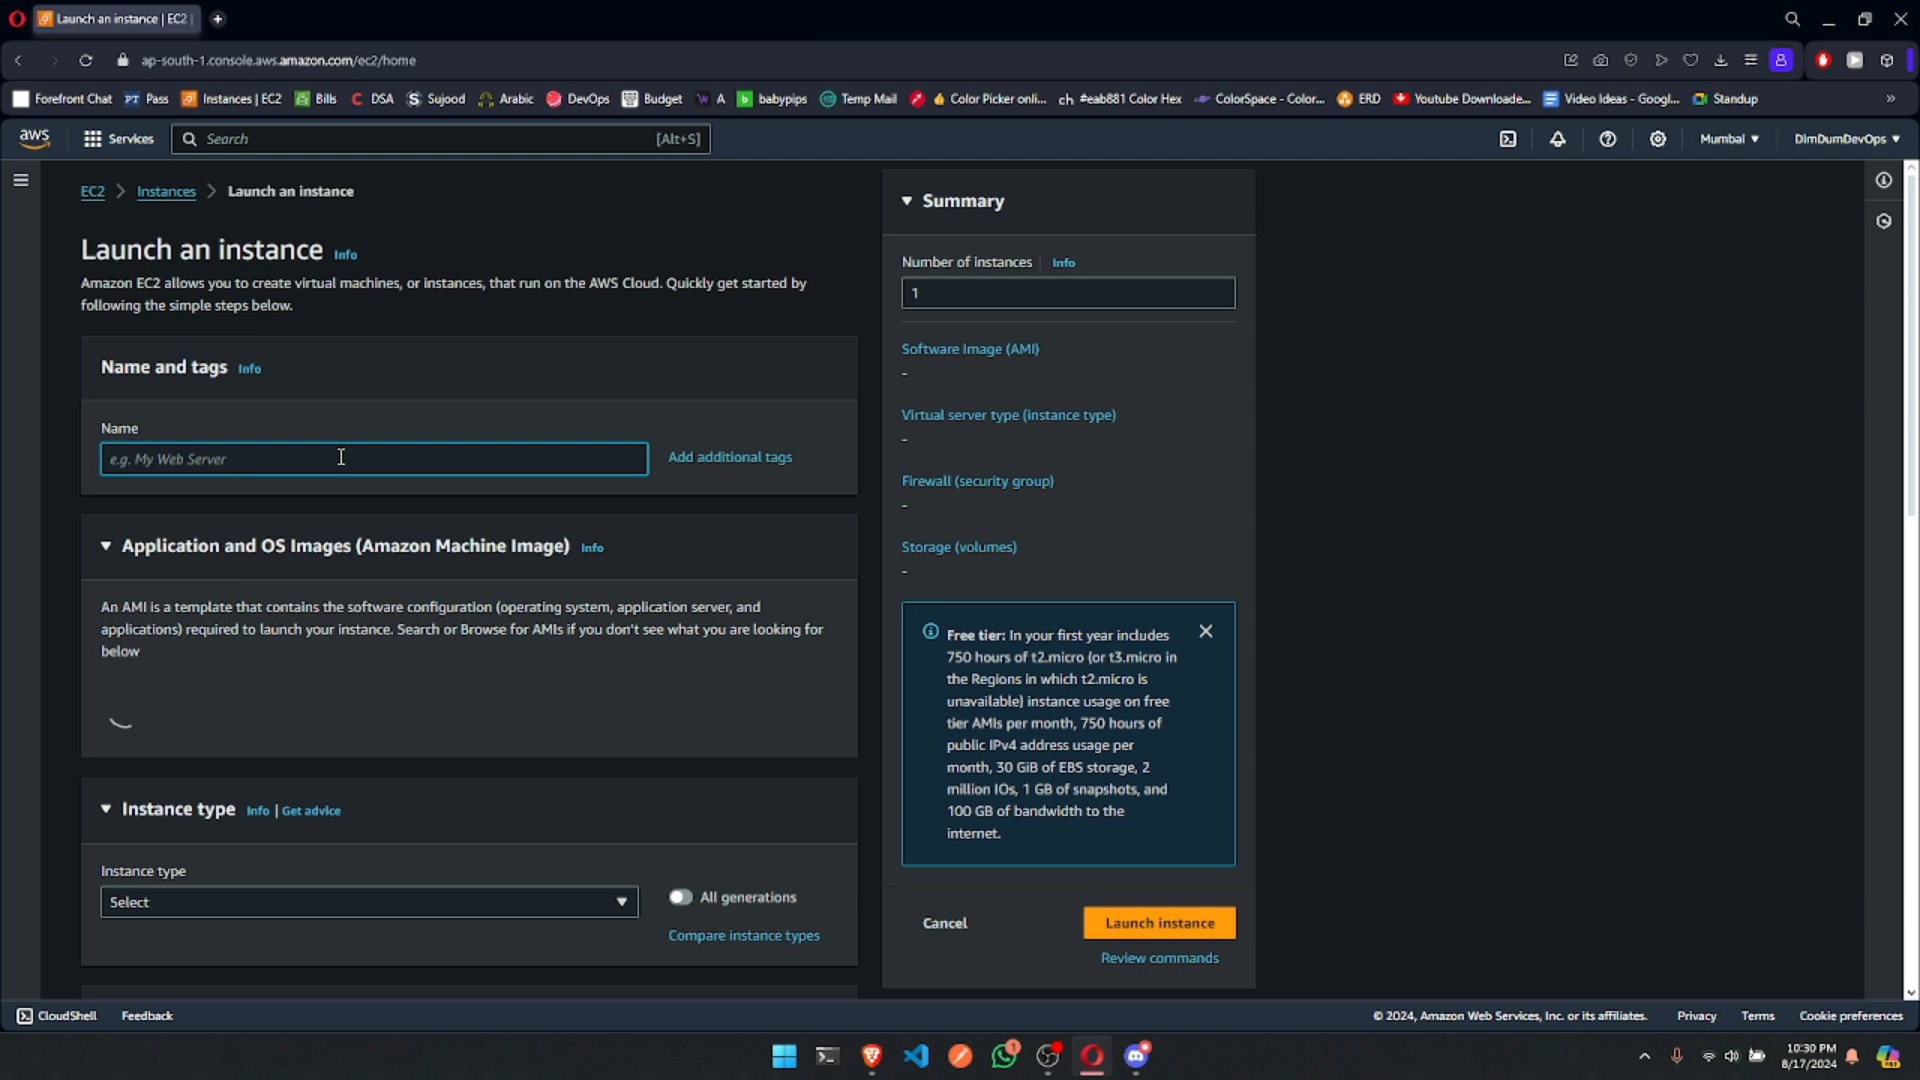 Launch an instance | EC2
ap-south-1.console.aws.amazon.com/ec2/home
Forefront Chat
PT Pass
Instances | EC2
Bills
C DSA
Sujood
Arabic
DevOps
Budget
A
b babypips
Temp Mail
Color Picker onli...
ch #eab881 Color Hex
ColorSpace - Color...
ERD
Youtube Downloade...
Video Ideas - Googl...
Standup
»
aws
Services
Search
[Alt+S]
Mumbai
DimDumDevOps
EC2 > Instances > Launch an instance
Launch an instance Info
Amazon EC2 allows you to create virtual machines, or instances, that run on the AWS Cloud. Quickly get started by
following the simple steps below.
Name and tags Info
Name
e.g. My Web Server
Add additional tags
Application and OS Images (Amazon Machine Image) Info
An AMI is a template that contains the software configuration (operating system, application server, and
applications) required to launch your instance. Search or Browse for AMIs if you don't see what you are looking for
below
Instance type Info | Get advice
Instance type
Select
All generations
Compare instance types
Summary
Number of instances Info
1
Software Image (AMI)
-
Virtual server type (instance type)
-
Firewall (security group)
-
Storage (volumes)
-
Free tier: In your first year includes
750 hours of t2.micro (or t3.micro in
the Regions in which t2.micro is
unavailable) instance usage on free
tier AMIs per month, 750 hours of
public IPv4 address usage per
month, 30 GiB of EBS storage, 2
million IOs, 1 GB of snapshots, and
100 GB of bandwidth to the
internet.
Cancel
Launch instance
Review commands
CloudShell
Feedback
© 2024, Amazon Web Services, Inc. or its affiliates.
Privacy
Terms
Cookie preferences
1
10:30 PM
8/17/2024